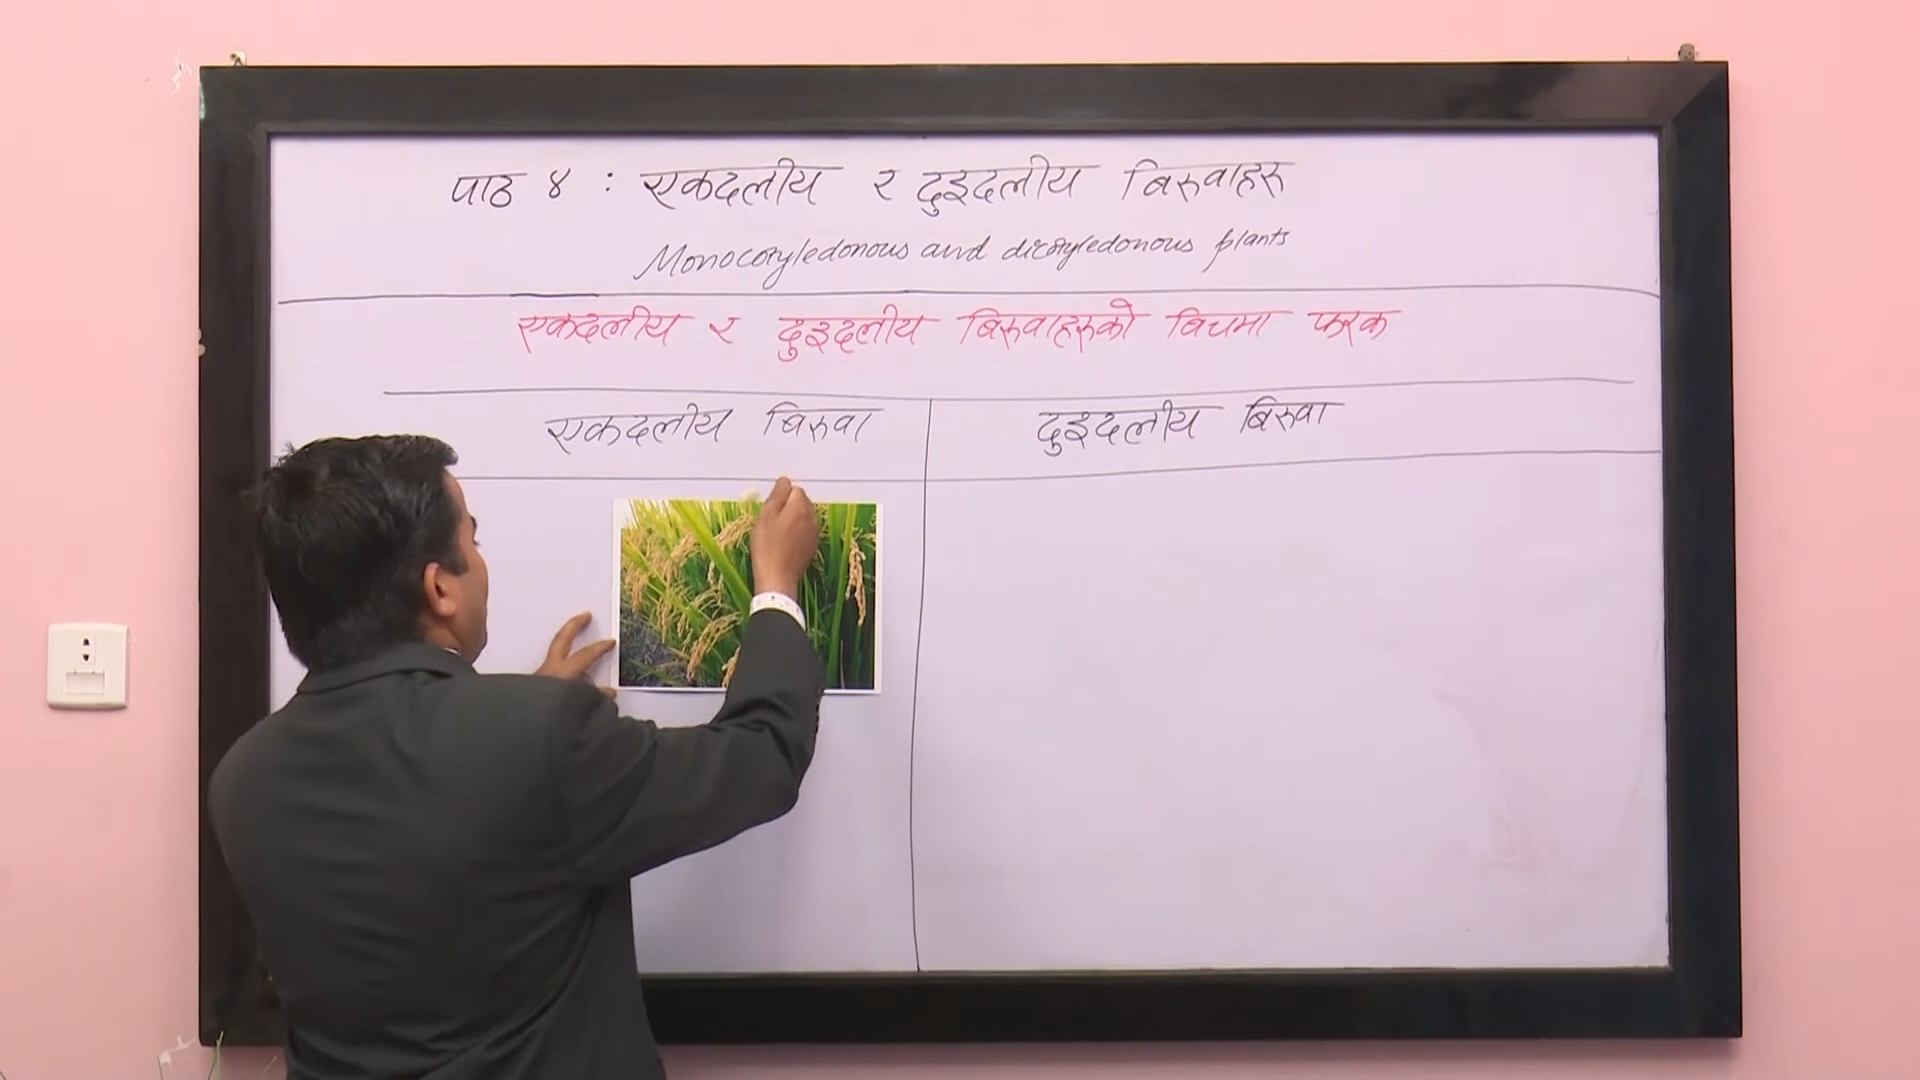 पाठ ४ : एकदलीय र दुइदलीय बिरुवाहरु
Monocotyledonous and dicotyledonous plants
एकदलीय र दुइदलीय बिरुवाहरुको बिचमा फरक
एकदलीय बिरुवा
दुइदलीय बिरुवा